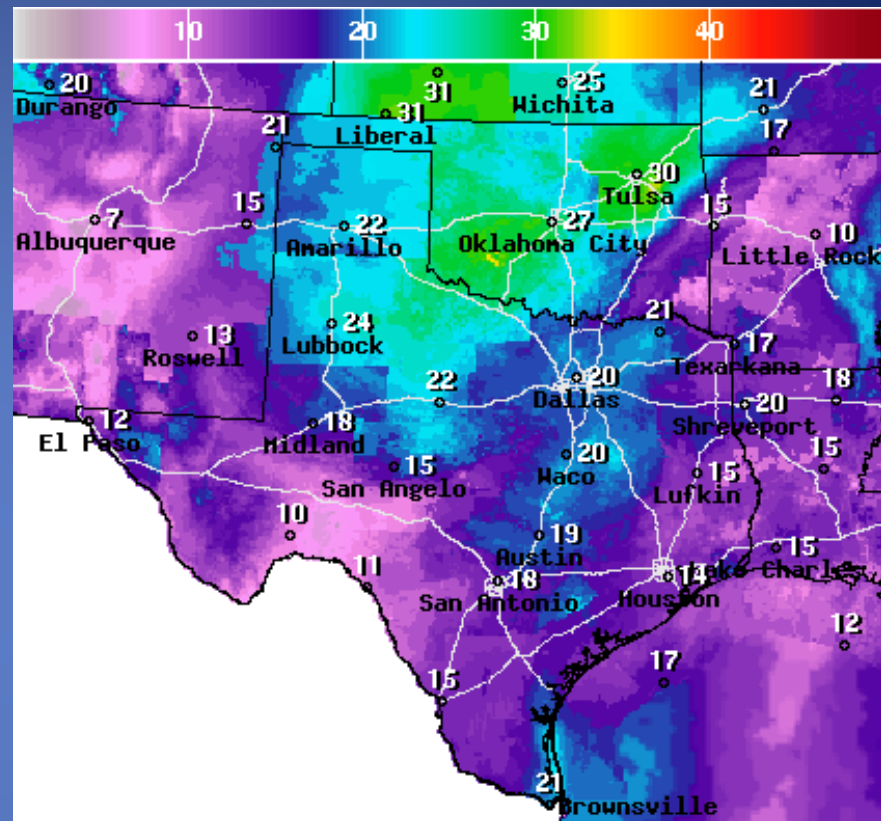 10 20 30 40
20 31 25 21
Durango Wichita
31
Liberal
21 17
30
Tulsa
7 15 22 27 15 10
Albuquerque Amarillo Oklahoma City Little Rock
13 24 21
Roswell Lubbock
17
Texarkana
22 20 18
Dallas
12 18 20
El Paso Midland Shreveport
15 20 15 15
San Angelo Waco Lufkin
10 19 15
Austin
11 18 14 Lake Charles
San Antonio Houston
12
15 17
21
Brownsville